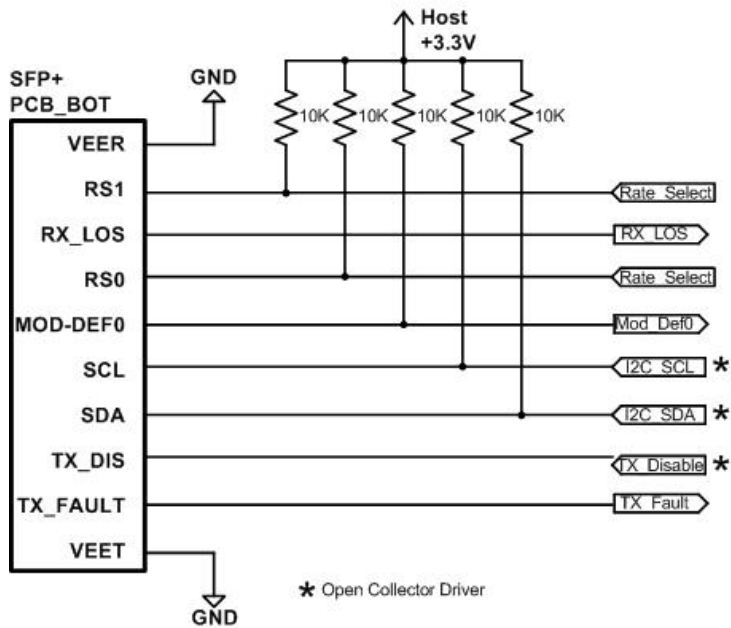 Host
+3.3V
SFP+
PCB_BOT
GND
10K 10K 10K 10K 10K
VEER
RS1 Rate_Select
RX_LOS RX_LOS
RS0 Rate_Select
MOD-DEF0 Mod_Def0
SCL I2C_SCL *
SDA I2C_SDA *
TX_DIS TX_Disable *
TX_FAULT TX_Fault
VEET
* Open Collector Driver
GND